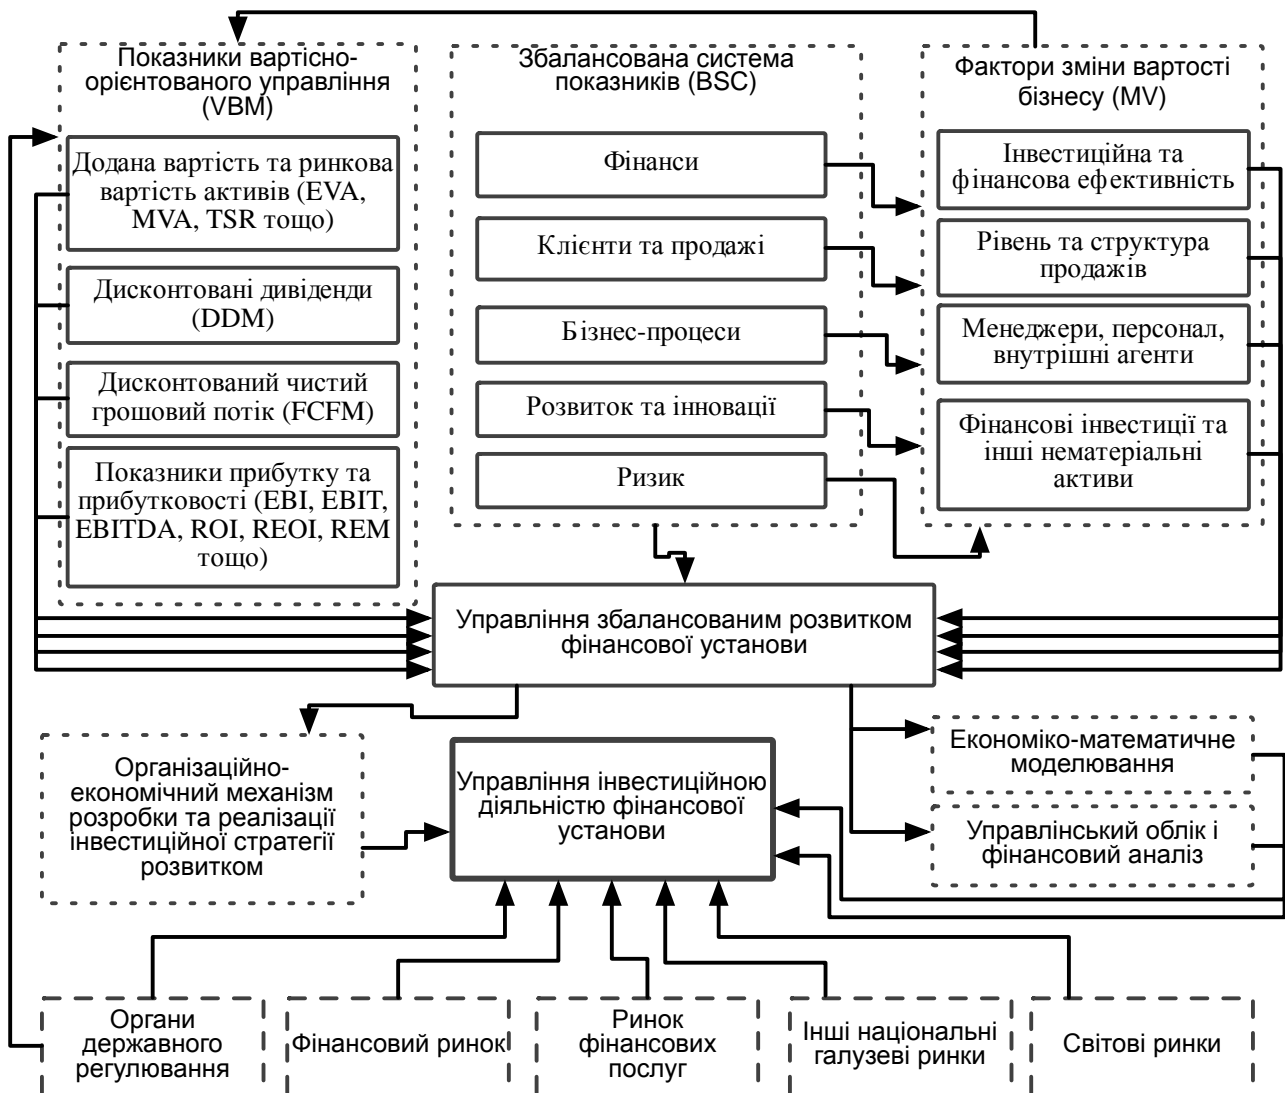 Показники вартісно-
орієнтованого управління
(VBM)
Додана вартість та ринкова
вартість активів (EVA,
MVA, TSR тощо)
Дисконтовані дивіденди
(DDM)
Дисконтований чистий
грошовий потік (FCFM)
Показники прибутку та
прибутковості (EBI, EBIT,
EBITDA, ROI, REOI, REM
тощо)
Збалансована система
показників (BSC)
Фінанси
Клієнти та продажі
Бізнес-процеси
Розвиток та інновації
Ризик
Фактори зміни вартості
бізнесу (MV)
Інвестиційна та
фінансова ефективність
Рівень та структура
продажів
Менеджери, персонал,
внутрішні агенти
Фінансові інвестиції та
інші нематеріальні
активи
Управління збалансованим розвитком
фінансової установи
Організаційно-
економічний механізм
розробки та реалізації
інвестиційної стратегії
розвитком
Управління інвестиційною
діяльністю фінансової
установи
Економіко-математичне
моделювання
Управлінський облік і
фінансовий аналіз
Органи
державного
регулювання
Фінансовий ринок
Ринок
фінансових
послуг
Інші національні
галузеві ринки
Світові ринки